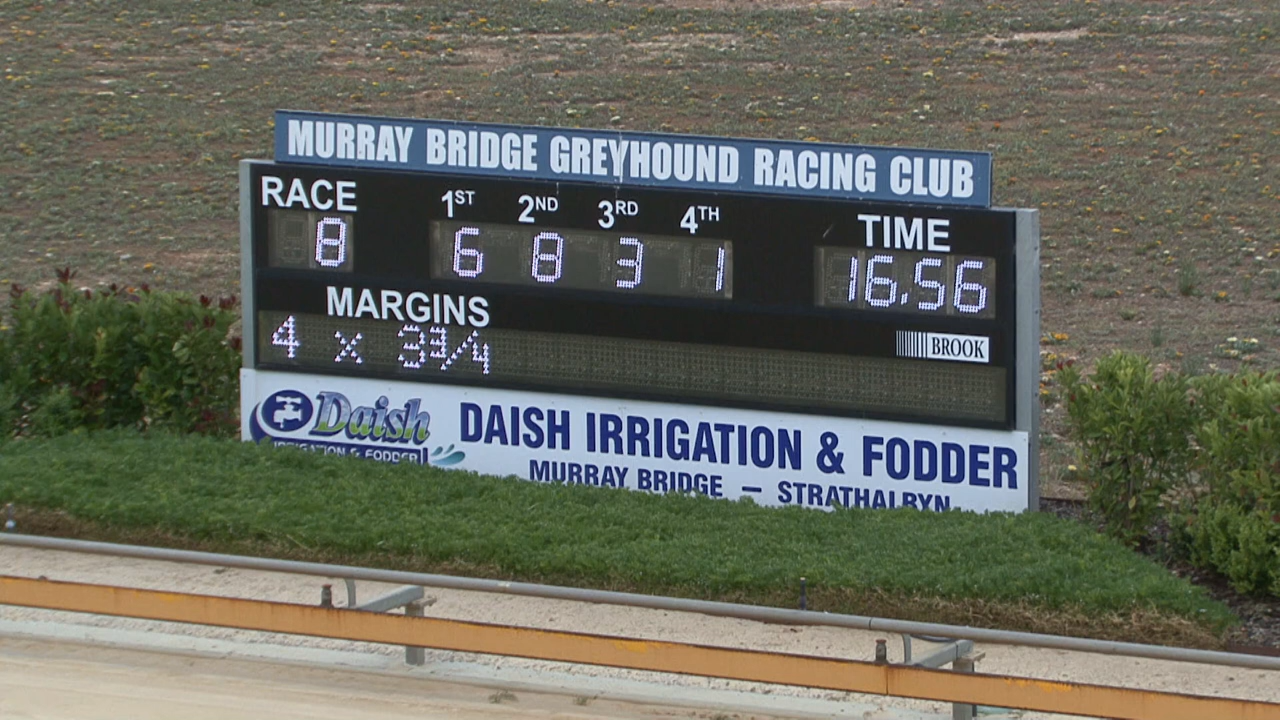 MURRAY BRIDGE GREYHOUND RACING CLUB
RACE 1ST 2ND 3RD 4TH TIME
8 6 8 3 1 16.56
MARGINS
4 x 3 3/4
BROOK
Daish
IRRIGATION & FODDER
DAISH IRRIGATION & FODDER
MURRAY BRIDGE — STRATHALBYN